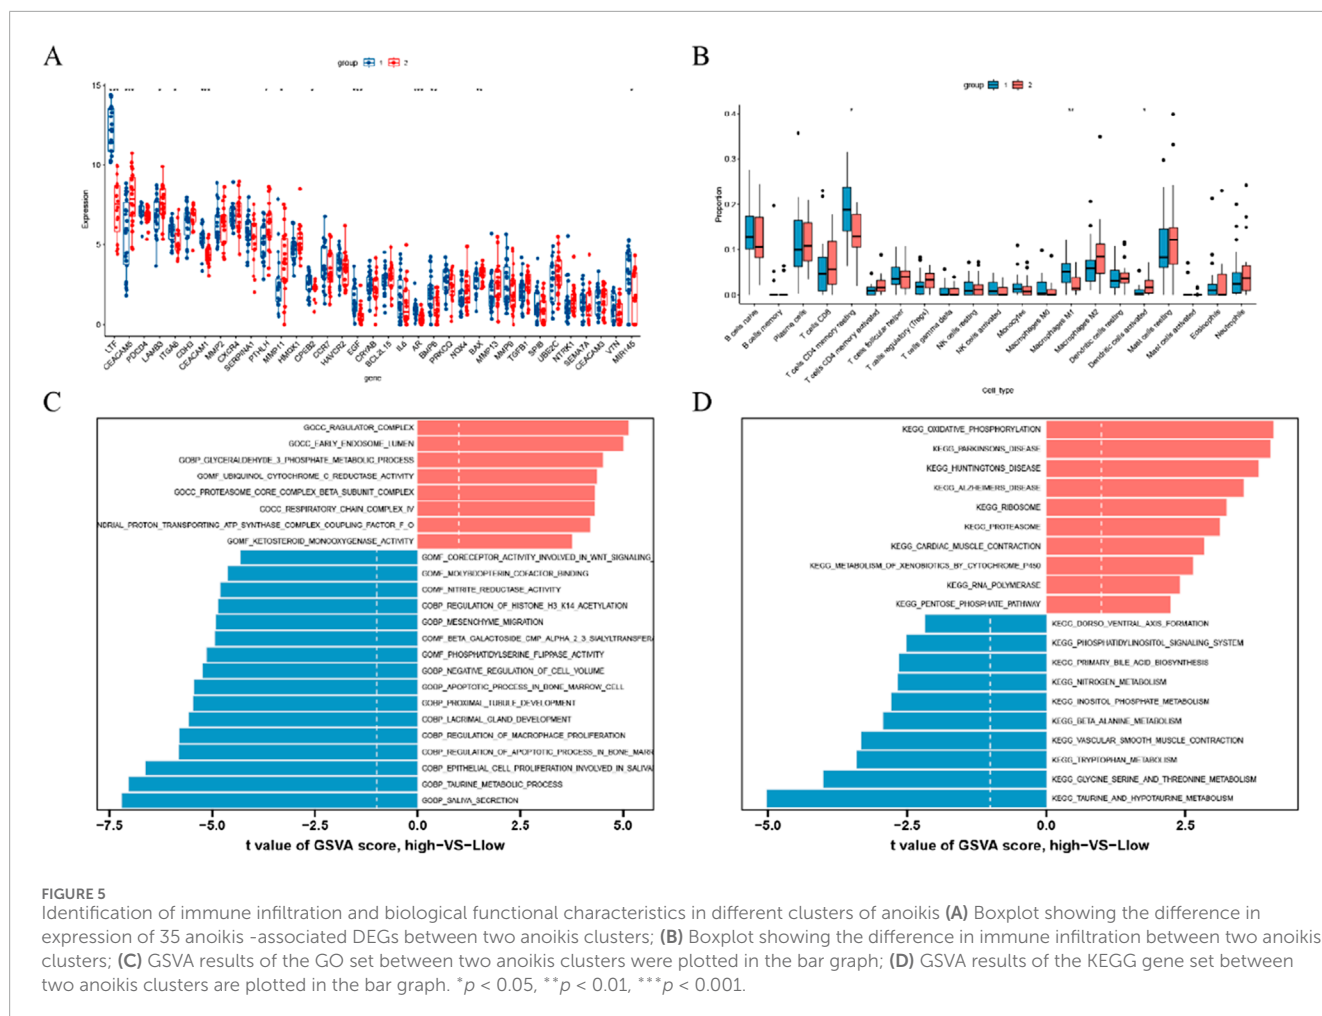 A
group 1 2
15
10
5
0
Expression
LTF
CEACAM5
PDCD4
LAMB3
ITGA8
CDH3
CEACAM1
MMP2
CXCR4
SERPINA1
PTHLH
MMP11
HMOX1
CPEB2
CCR7
HAVCR2
EGF
CRYAB
BCL2L15
IL6
AR
BMP6
PRKCQ
NOX4
BAX
MMP13
MMP9
TGFB1
SPIB
UBE2C
NTRK1
SEMA7A
CEACAM3
VTN
MIR145
gene
B
group 1 2
0.4
0.3
0.2
0.1
0.0
Proportion
B cells naive
B cells memory
Plasma cells
T cells CD8
T cells CD4 memory resting
T cells CD4 memory activated
T cells follicular helper
T cells regulatory (Tregs)
T cells gamma delta
NK cells resting
NK cells activated
Monocytes
Macrophages M0
Macrophages M1
Macrophages M2
Dendritic cells resting
Dendritic cells activated
Mast cells resting
Mast cells activated
Eosinophils
Neutrophils
Cell_type
C
GOCC_RAGULATOR_COMPLEX
GOCC_EARLY_ENDOSOME_LUMEN
GOBP_GLYCERALDEHYDE_3_PHOSPHATE_METABOLIC_PROCESS
GOMF_UBIQUINOL_CYTOCHROME_C_REDUCTASE_ACTIVITY
GOCC_PROTEASOME_CORE_COMPLEX_BETA_SUBUNIT_COMPLEX
GOCC_RESPIRATORY_CHAIN_COMPLEX_IV
NDRIAL_PROTON_TRANSPORTING_ATP_SYNTHASE_COMPLEX_COUPLING_FACTOR_F_O
GOMF_KETOSTEROID_MONOOXYGENASE_ACTIVITY
GOMF_CORECEPTOR_ACTIVITY_INVOLVED_IN_WNT_SIGNALING_
GOMF_MOLYBDOPTERIN_COFACTOR_BINDING
GOMF_NITRITE_REDUCTASE_ACTIVITY
GOBP_REGULATION_OF_HISTONE_H3_K14_ACETYLATION
GOBP_MESENCHYME_MIGRATION
GOMF_BETA_GALACTOSIDE_CMP_ALPHA_2_3_SIALYLTRANSFERA
GOMF_PHOSPHATIDYLSERINE_FLIPPASE_ACTIVITY
GOBP_NEGATIVE_REGULATION_OF_CELL_VOLUME
GOBP_APOPTOTIC_PROCESS_IN_BONE_MARROW_CELL
GOBP_PROXIMAL_TUBULE_DEVELOPMENT
GOBP_LACRIMAL_GLAND_DEVELOPMENT
GOBP_REGULATION_OF_MACROPHAGE_PROLIFERATION
GOBP_REGULATION_OF_APOPTOTIC_PROCESS_IN_BONE_MARR
GOBP_EPITHELIAL_CELL_PROLIFERATION_INVOLVED_IN_SALIVA
GOBP_TAURINE_METABOLIC_PROCESS
GOBP_SALIVA_SECRETION
−7.5 −5.0 −2.5 0.0 2.5 5.0
t value of GSVA score, high−VS−Llow
D
KEGG_OXIDATIVE_PHOSPHORYLATION
KEGG_PARKINSONS_DISEASE
KEGG_HUNTINGTONS_DISEASE
KEGG_ALZHEIMERS_DISEASE
KEGG_RIBOSOME
KEGG_PROTEASOME
KEGG_CARDIAC_MUSCLE_CONTRACTION
KEGG_METABOLISM_OF_XENOBIOTICS_BY_CYTOCHROME_P450
KEGG_RNA_POLYMERASE
KEGG_PENTOSE_PHOSPHATE_PATHWAY
KEGG_DORSO_VENTRAL_AXIS_FORMATION
KEGG_PHOSPHATIDYLINOSITOL_SIGNALING_SYSTEM
KEGG_PRIMARY_BILE_ACID_BIOSYNTHESIS
KEGG_NITROGEN_METABOLISM
KEGG_INOSITOL_PHOSPHATE_METABOLISM
KEGG_BETA_ALANINE_METABOLISM
KEGG_VASCULAR_SMOOTH_MUSCLE_CONTRACTION
KEGG_TRYPTOPHAN_METABOLISM
KEGG_GLYCINE_SERINE_AND_THREONINE_METABOLISM
KEGG_TAURINE_AND_HYPOTAURINE_METABOLISM
−5.0 −2.5 0.0 2.5
t value of GSVA score, high−VS−Llow
FIGURE 5
Identification of immune infiltration and biological functional characteristics in different clusters of anoikis (A) Boxplot showing the difference in
expression of 35 anoikis -associated DEGs between two anoikis clusters; (B) Boxplot showing the difference in immune infiltration between two anoikis
clusters; (C) GSVA results of the GO set between two anoikis clusters were plotted in the bar graph; (D) GSVA results of the KEGG gene set between
two anoikis clusters are plotted in the bar graph. *p < 0.05, **p < 0.01, ***p < 0.001.